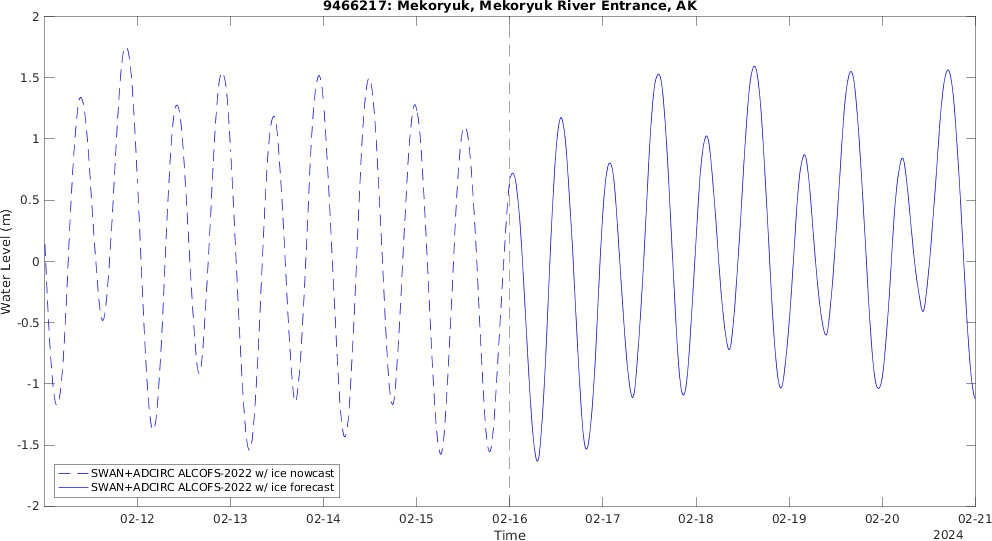 9466217: Mekoryuk, Mekoryuk River Entrance, AK
2
1.5
1
0.5
0
-0.5
-1
-1.5
-2
Water Level (m)
SWAN+ADCIRC ALCOFS-2022 w/ ice nowcast
SWAN+ADCIRC ALCOFS-2022 w/ ice forecast
02-12 02-13 02-14 02-15 02-16 02-17 02-18 02-19 02-20 02-21
Time
2024